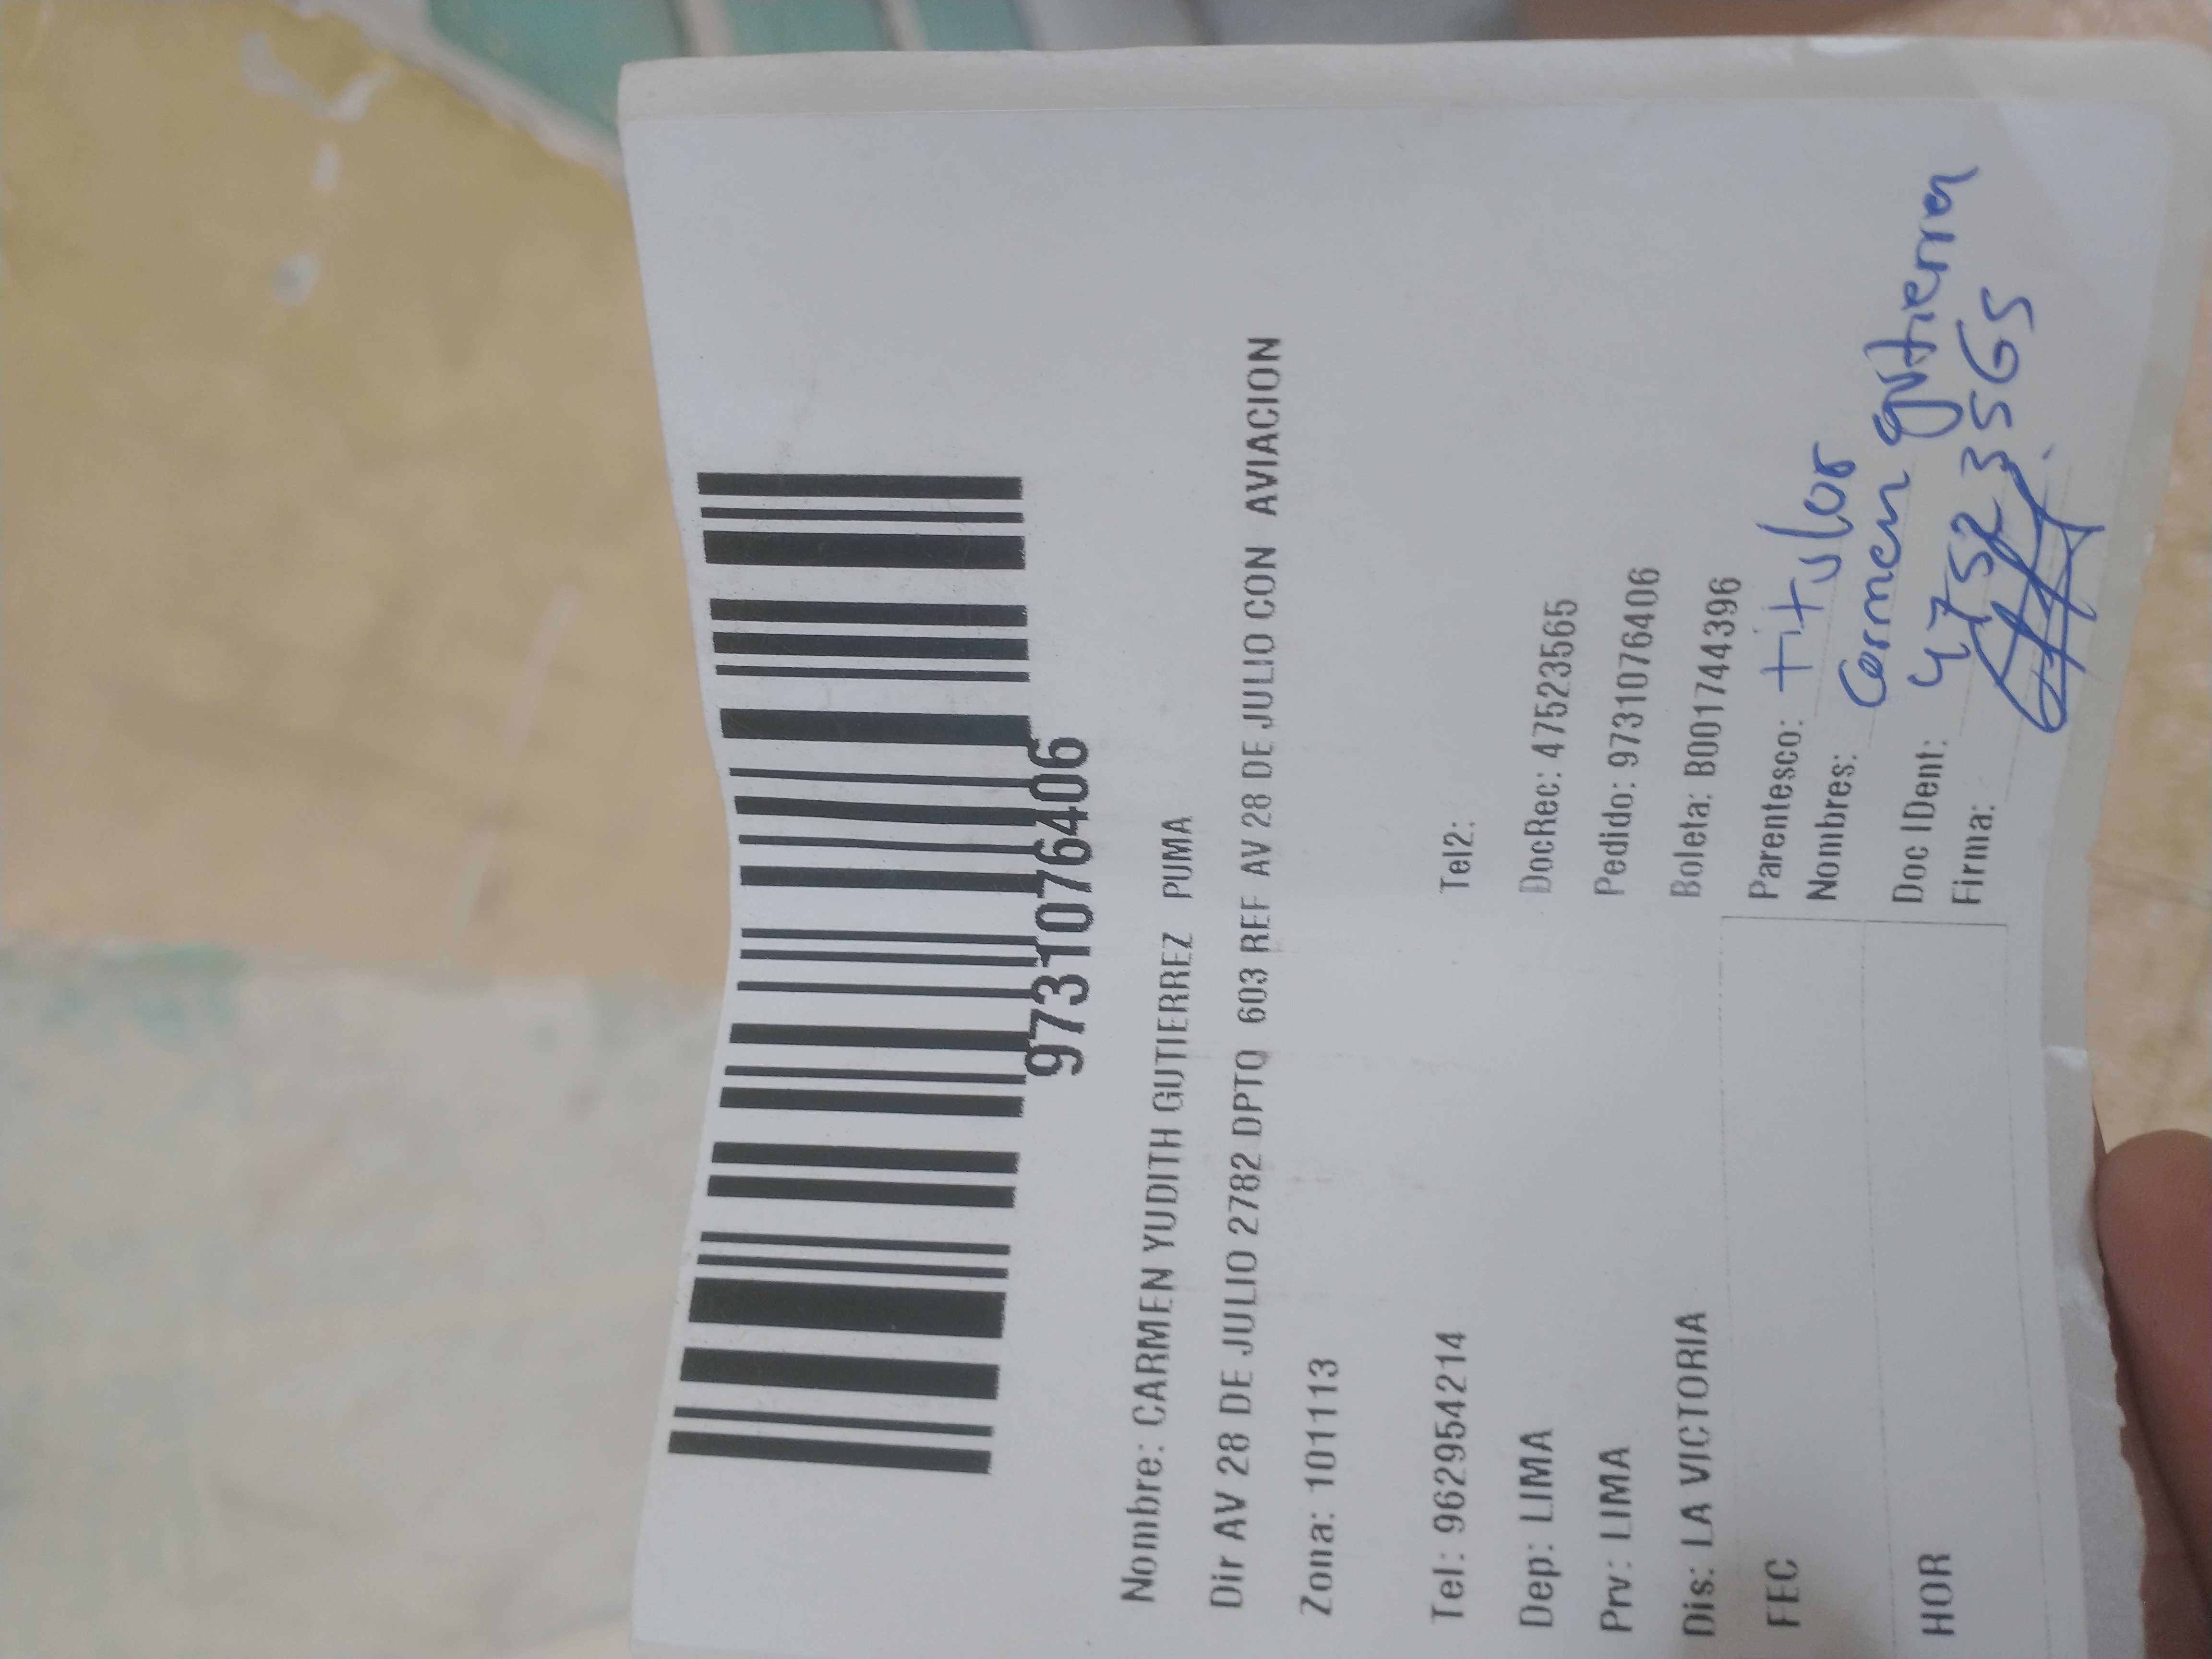 9731076406
Nombre: CARMEN YUDITH GUTIERREZ PUMA
Dir AV 28 DE JULIO 2782 DPTO 603 REF AV 28 DE JULIO CON AVIACION
Zona: 101113
Tel: 962954214 Tel2:
Dep: LIMA DocRec: 47523565
Prv: LIMA Pedido: 9731076406
Dis: LA VICTORIA Boleta: B001744396
FEC Parentesco: titular
Nombres: Carmen
Doc IDent: 47523565
HOR Firma: